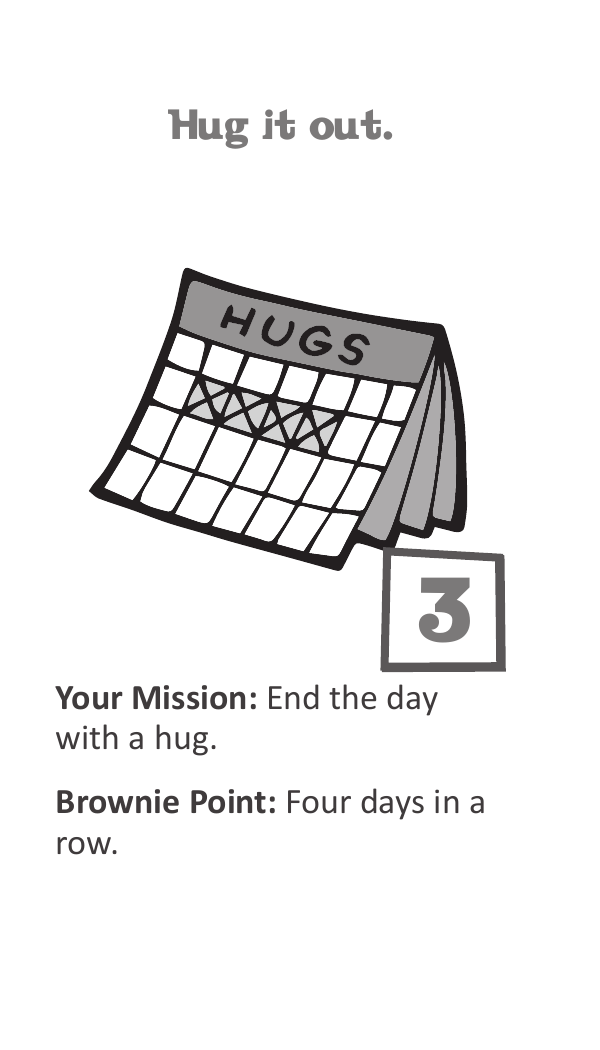 Hug it out.
HUGS
3
Your Mission: End the day
with a hug.
Brownie Point: Four days in a
row.